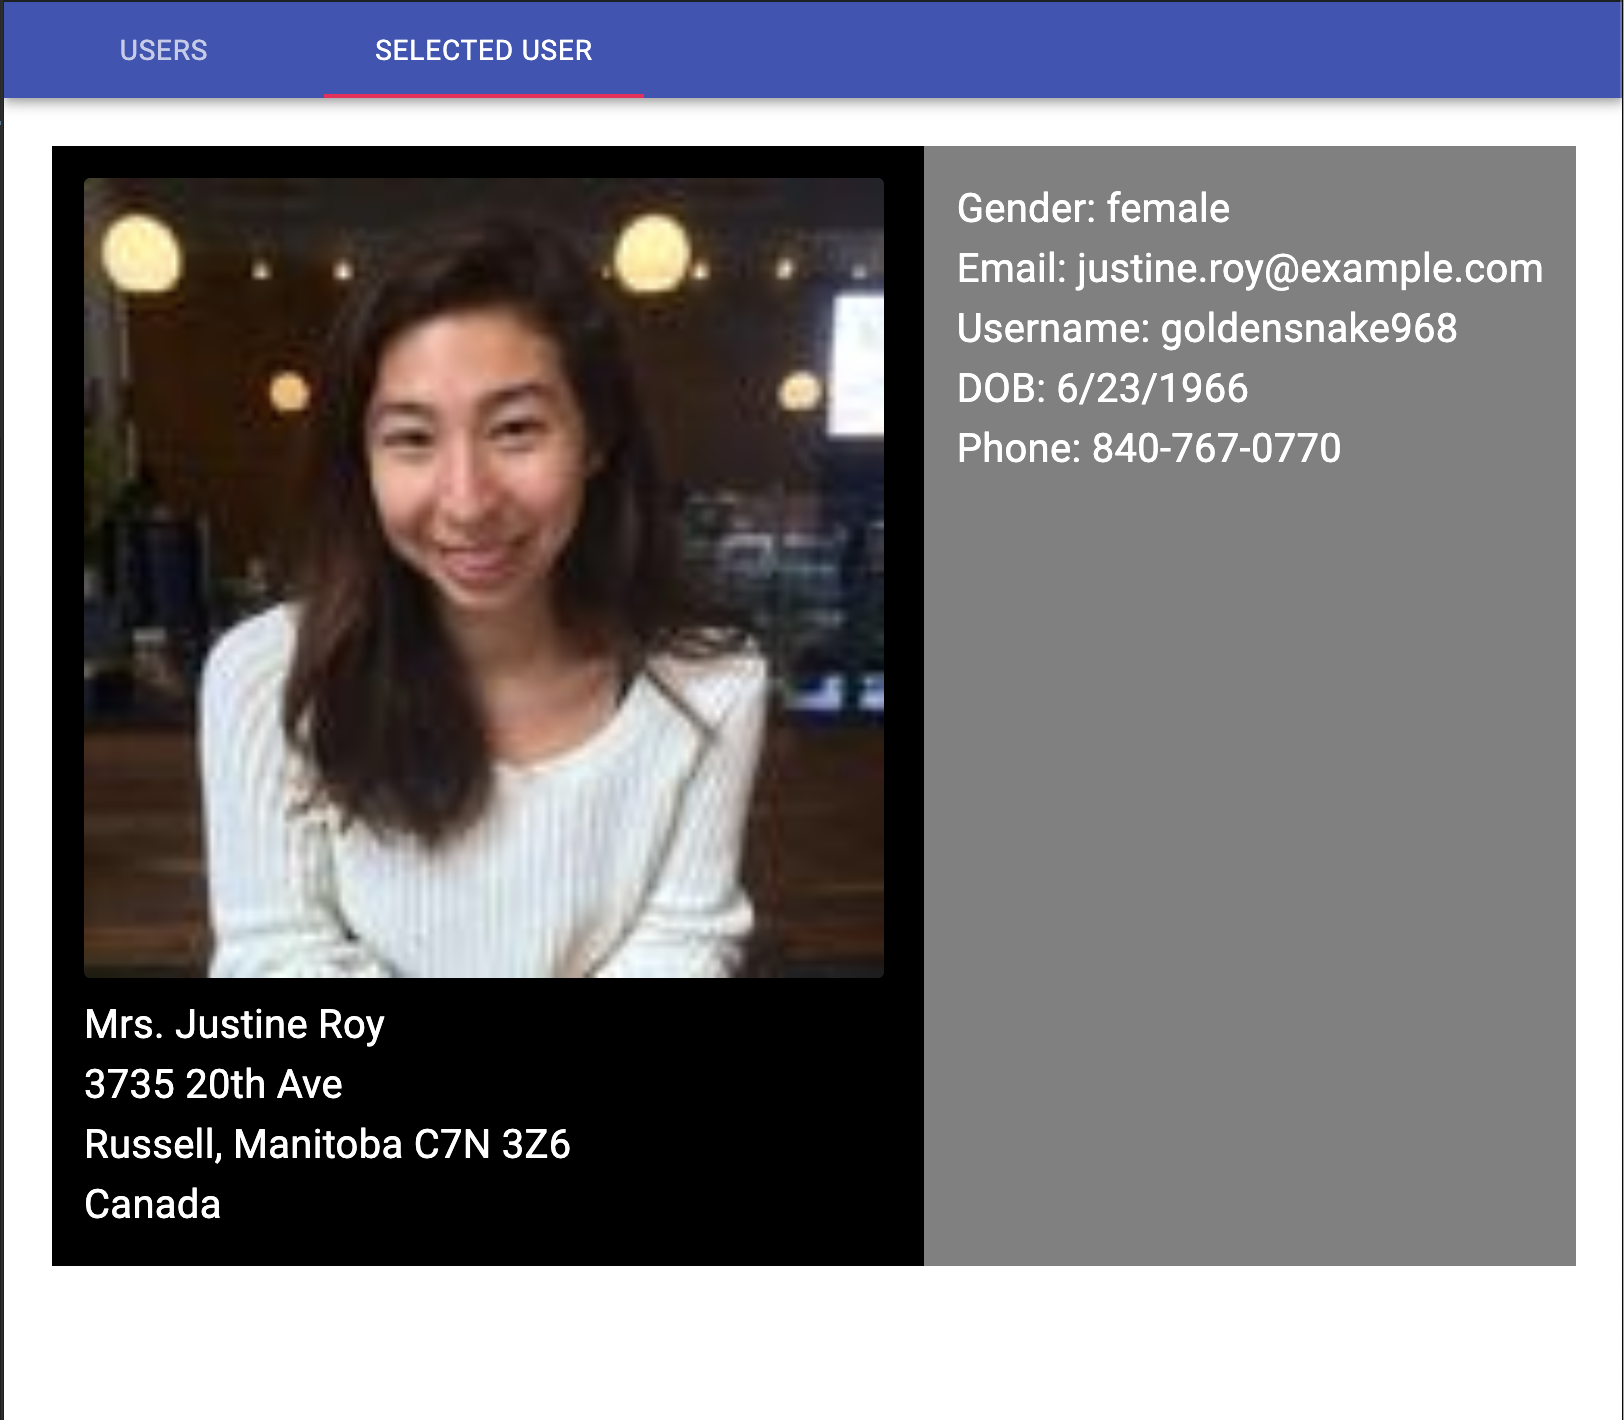 USERS SELECTED USER
Mrs. Justine Roy
3735 20th Ave
Russell, Manitoba C7N 3Z6
Canada
Gender: female
Email: justine.roy@example.com
Username: goldensnake968
DOB: 6/23/1966
Phone: 840-767-0770